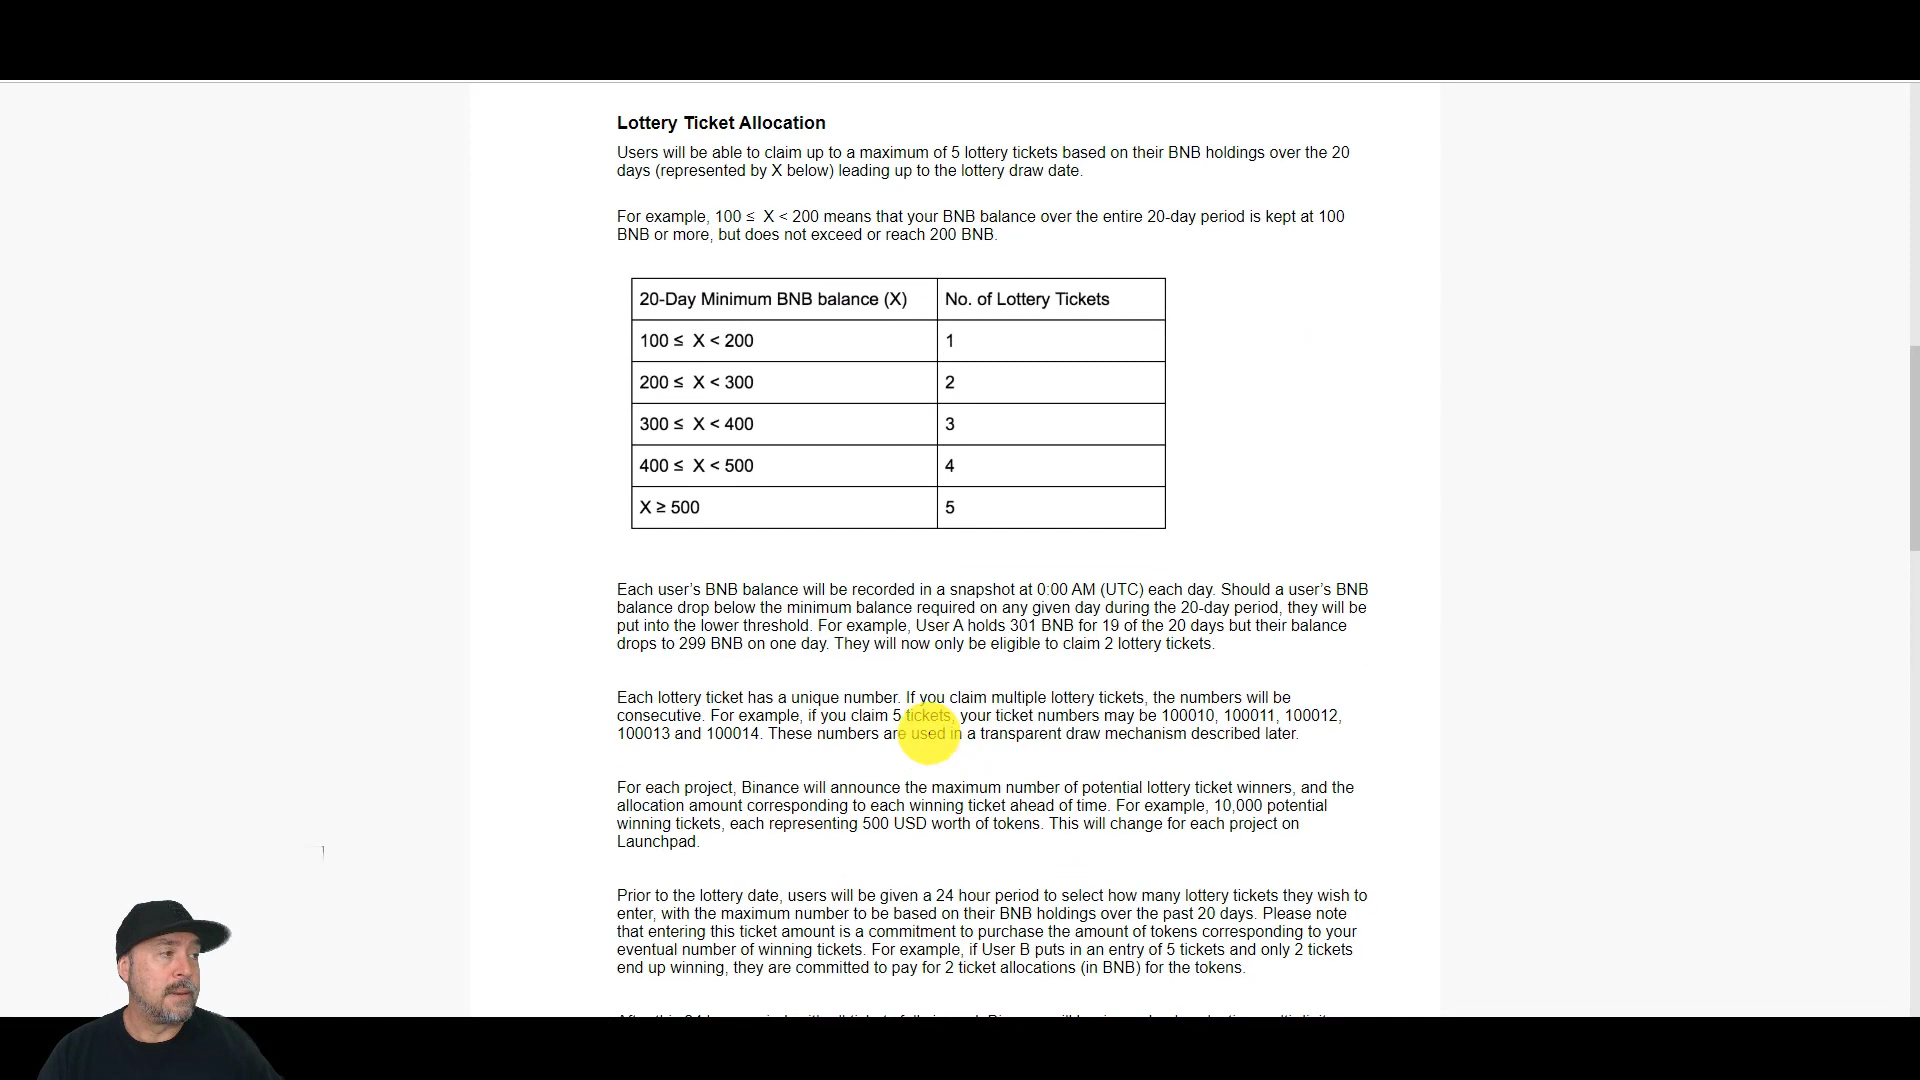 Lottery Ticket Allocation
Users will be able to claim up to a maximum of 5 lottery tickets based on their BNB holdings over the 20
days (represented by X below) leading up to the lottery draw date.
For example, 100 ≤  X < 200 means that your BNB balance over the entire 20-day period is kept at 100
BNB or more, but does not exceed or reach 200 BNB.
20-Day Minimum BNB balance (X) No. of Lottery Tickets
100 ≤  X < 200 1
200 ≤  X < 300 2
300 ≤  X < 400 3
400 ≤  X < 500 4
X ≥ 500 5
Each user’s BNB balance will be recorded in a snapshot at 0:00 AM (UTC) each day. Should a user’s BNB
balance drop below the minimum balance required on any given day during the 20-day period, they will be
put into the lower threshold. For example, User A holds 301 BNB for 19 of the 20 days but their balance
drops to 299 BNB on one day. They will now only be eligible to claim 2 lottery tickets.
Each lottery ticket has a unique number. If you claim multiple lottery tickets, the numbers will be
consecutive. For example, if you claim 5 tickets, your ticket numbers may be 100010, 100011, 100012,
100013 and 100014. These numbers are used in a transparent draw mechanism described later.
For each project, Binance will announce the maximum number of potential lottery ticket winners, and the
allocation amount corresponding to each winning ticket ahead of time. For example, 10,000 potential
winning tickets, each representing 500 USD worth of tokens. This will change for each project on
Launchpad.
Prior to the lottery date, users will be given a 24 hour period to select how many lottery tickets they wish to
enter, with the maximum number to be based on their BNB holdings over the past 20 days. Please note
that entering this ticket amount is a commitment to purchase the amount of tokens corresponding to your
eventual number of winning tickets. For example, if User B puts in an entry of 5 tickets and only 2 tickets
end up winning, they are committed to pay for 2 ticket allocations (in BNB) for the tokens.